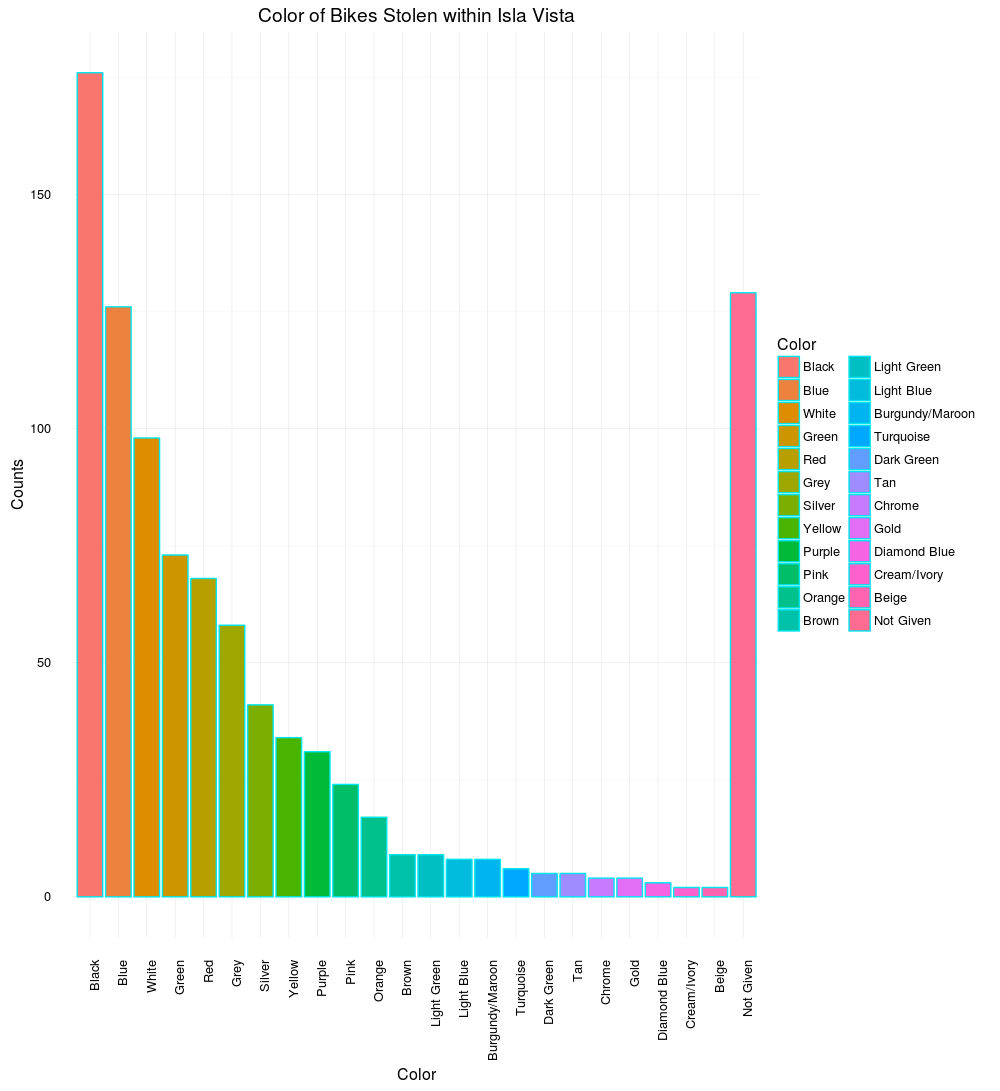 Color of Bikes Stolen within Isla Vista
Counts
150
100
50
0
Black
Blue
White
Green
Red
Grey
Silver
Yellow
Purple
Pink
Orange
Brown
Light Green
Light Blue
Burgundy/Maroon
Turquoise
Dark Green
Tan
Chrome
Gold
Diamond Blue
Cream/Ivory
Beige
Not Given
Color
Color
Black
Blue
White
Green
Red
Grey
Silver
Yellow
Purple
Pink
Orange
Brown
Light Green
Light Blue
Burgundy/Maroon
Turquoise
Dark Green
Tan
Chrome
Gold
Diamond Blue
Cream/Ivory
Beige
Not Given